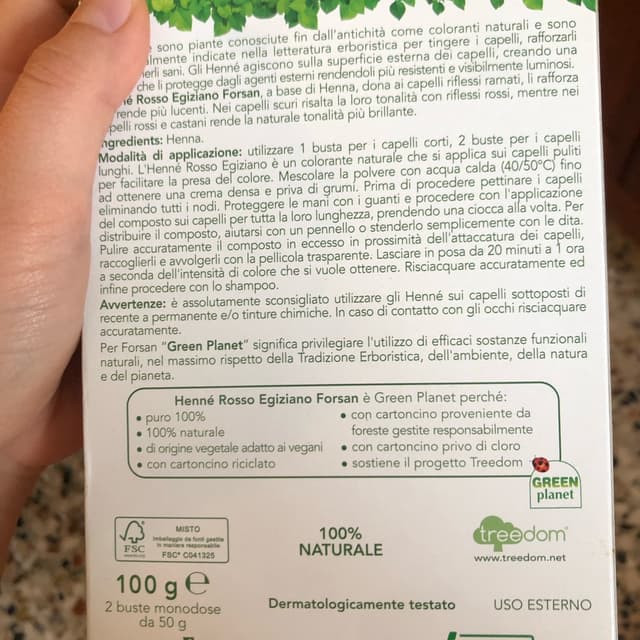 sono piante conosciute fin dall'antichità come coloranti naturali e sono
indicate nella letteratura erboristica per tingere i capelli, rafforzarli
sani. Gli Henné agiscono sulla superficie esterna dei capelli, creando una
che li protegge dagli agenti esterni rendendoli più resistenti e visibilmente luminosi.
Rosso Egiziano Forsan, a base di Henna, dona ai capelli riflessi ramati, li rafforza
rende più lucenti. Nei capelli scuri risalta la loro tonalità con riflessi rossi, mentre nei
rossi e castani rende la naturale tonalità più brillante.
Ingredients: Henna.
Modalità di applicazione: utilizzare 1 busta per i capelli corti, 2 buste per i capelli
lunghi. L'Henné Rosso Egiziano è un colorante naturale che si applica sui capelli puliti
per facilitare la presa del colore. Mescolare la polvere con acqua calda (40/50°C) fino
ad ottenere una crema densa e priva di grumi. Prima di procedere pettinare i capelli
eliminando tutti i nodi. Proteggere le mani con i guanti e procedere con l'applicazione
del composto sui capelli per tutta la loro lunghezza, prendendo una ciocca alla volta. Per
distribuire il composto, aiutarsi con un pennello o stenderlo semplicemente con le dita.
Pulire accuratamente il composto in eccesso in prossimità dell'attaccatura dei capelli,
raccoglierli e avvolgerli con la pellicola trasparente. Lasciare in posa da 20 minuti a 1 ora
a seconda dell'intensità di colore che si vuole ottenere. Risciacquare accuratamente ed
infine procedere con lo shampoo.
Avvertenze: è assolutamente sconsigliato utilizzare gli Henné sui capelli sottoposti di
recente a permanente e/o tinture chimiche. In caso di contatto con gli occhi risciacquare
accuratamente.
Per Forsan "Green Planet" significa privilegiare l'utilizzo di efficaci sostanze funzionali
naturali, nel massimo rispetto della Tradizione Erboristica, dell'ambiente, della natura
e del pianeta.
Henné Rosso Egiziano Forsan è Green Planet perché:
• puro 100%
• 100% naturale
• di origine vegetale adatto ai vegani
• con cartoncino riciclato
• con cartoncino proveniente da
foreste gestite responsabilmente
• con cartoncino privo di cloro
• sostiene il progetto Treedom
GREEN
planet
FSC
MISTO
Imballaggio da fonti gestite
in maniera responsabile
FSC® C041325
100%
NATURALE
treedom
www.treedom.net
100 g e
2 buste monodose
da 50 g
Dermatologicamente testato
USO ESTERNO